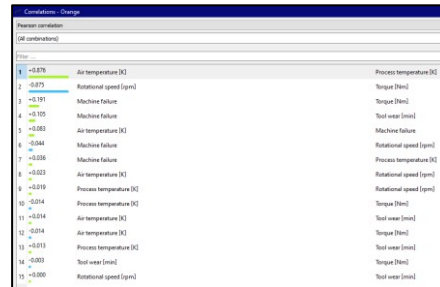 Correlations - Orange
Pearson correlation
(All combinations)
Filter ...
1 +0.876 Air temperature [K] Process temperature [K]
2 -0.875 Rotational speed [rpm] Torque [Nm]
3 +0.191 Machine failure Torque [Nm]
4 +0.105 Machine failure Tool wear [min]
5 +0.083 Air temperature [K] Machine failure
6 -0.044 Machine failure Rotational speed [rpm]
7 +0.036 Machine failure Process temperature [K]
8 +0.023 Air temperature [K] Rotational speed [rpm]
9 +0.019 Process temperature [K] Rotational speed [rpm]
10 -0.014 Process temperature [K] Torque [Nm]
11 +0.014 Air temperature [K] Tool wear [min]
12 -0.014 Air temperature [K] Torque [Nm]
13 +0.013 Process temperature [K] Tool wear [min]
14 -0.003 Tool wear [min] Torque [Nm]
15 +0.000 Rotational speed [rpm] Tool wear [min]